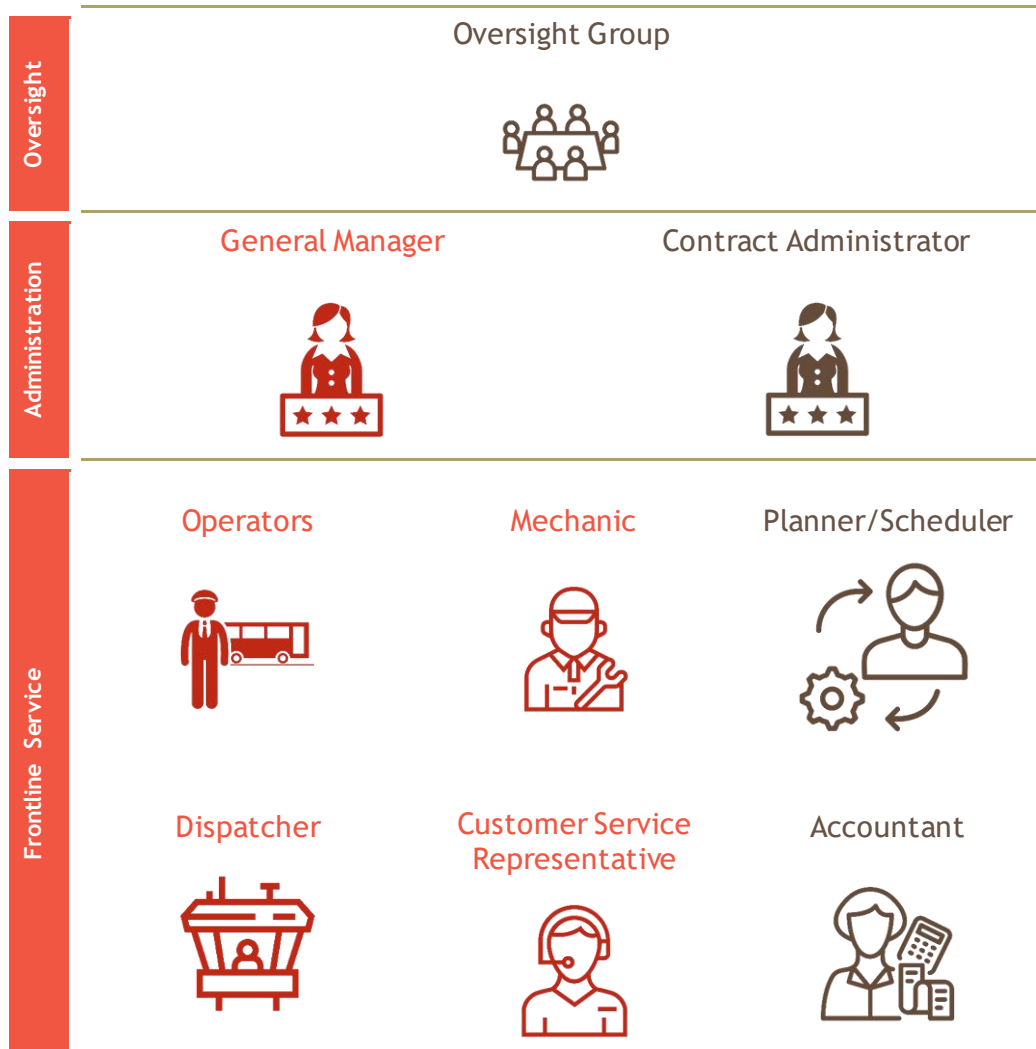 Oversight
Oversight Group
Administration
General Manager
Contract Administrator
Frontline Service
Operators
Mechanic
Planner/Scheduler
Dispatcher
Customer Service
Representative
Accountant